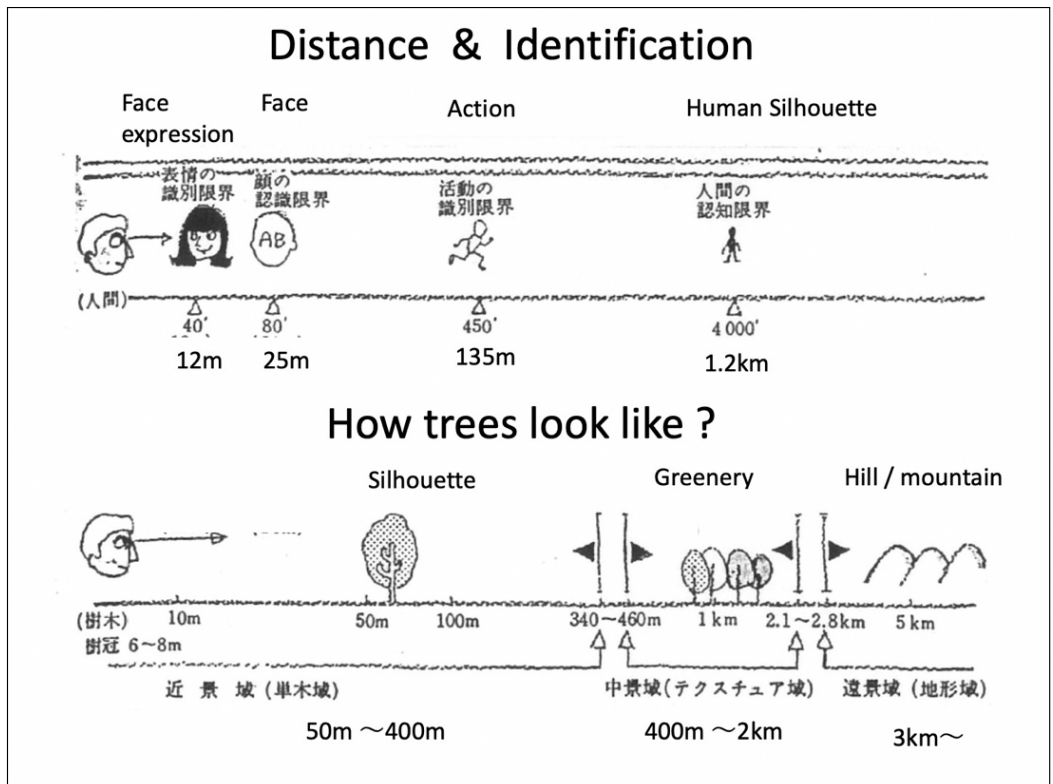 Distance & Identification
Face
expression
Face
Action
Human Silhouette
表情の
識別限界
顔の
認識限界
活動の
識別限界
人間の
認知限界
AB
(人間)
40'
80'
450'
4 000'
12m
25m
135m
1.2km
How trees look like ?
Silhouette
Greenery
Hill / mountain
(樹木)
10m
50m
100m
340～460m
1km
2.1～2.8km
5km
樹冠 6～8m
近景域 (単木域)
中景域(テクスチュア域)
遠景域 (地形域)
50m ～400m
400m ～2km
3km～